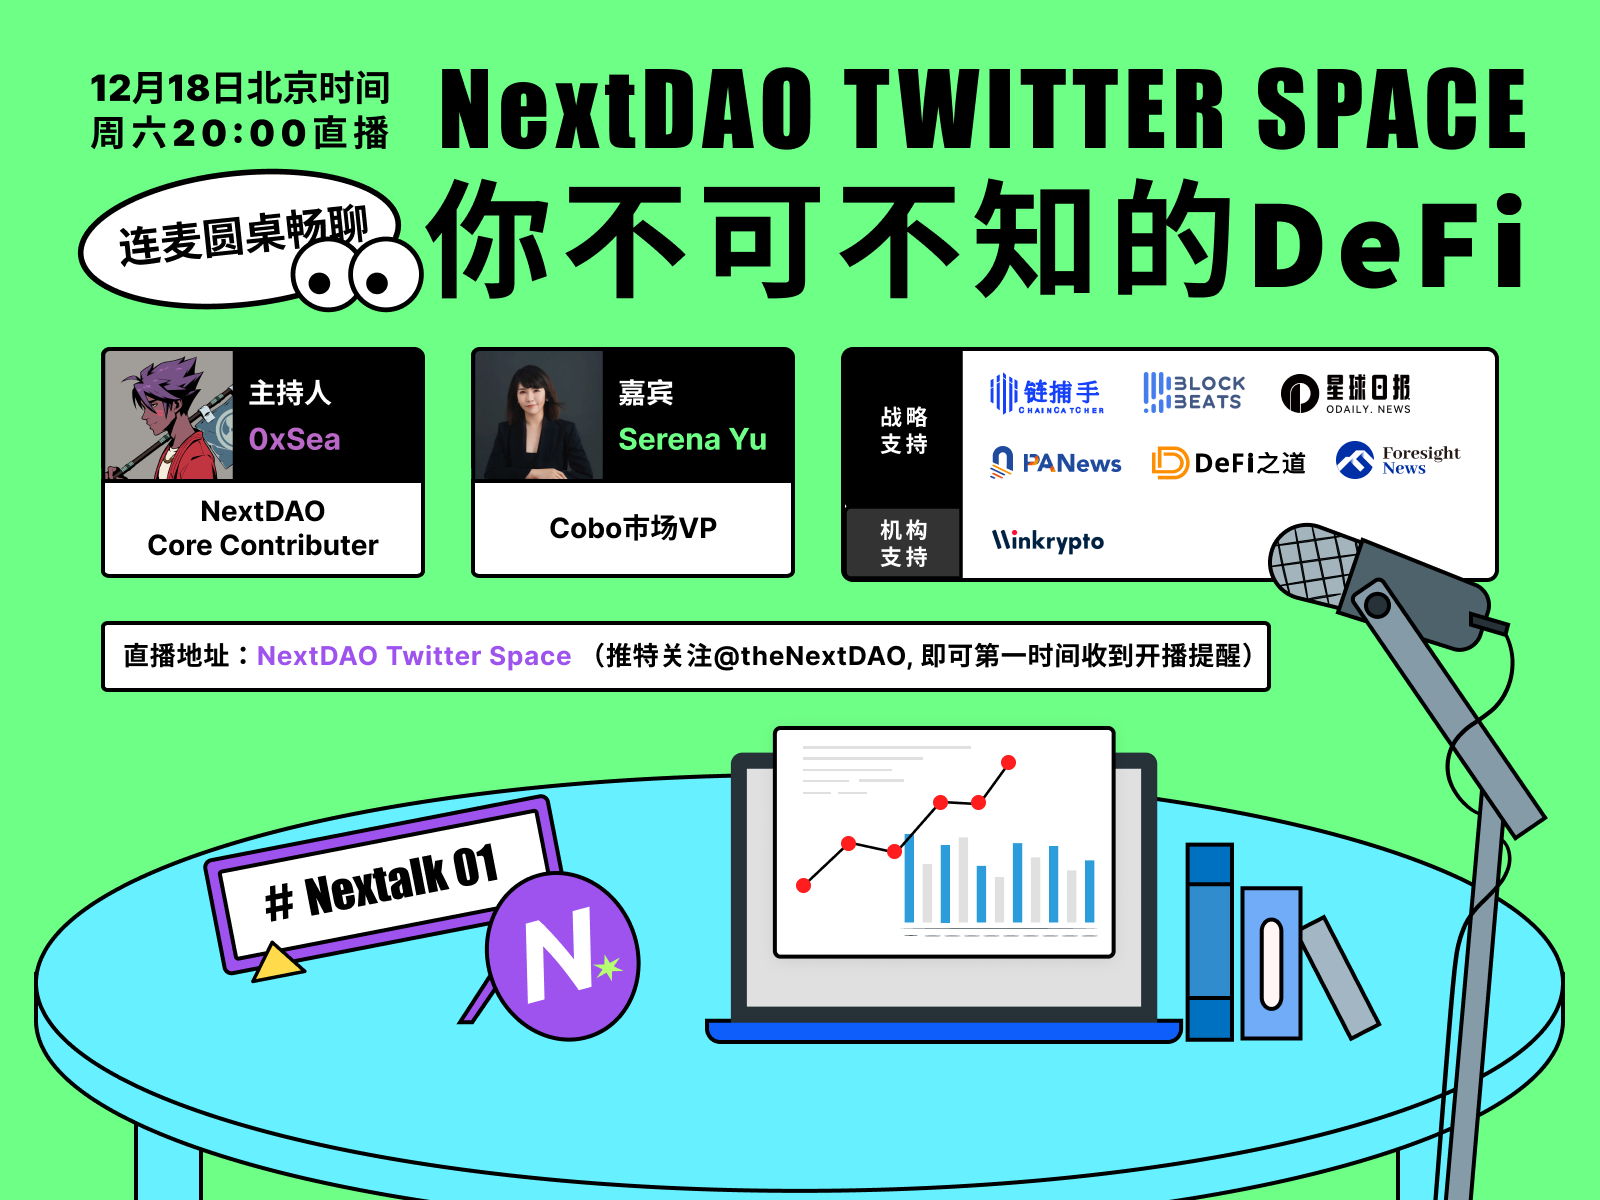 12月18日北京时间
周六20:00直播
NextDAO TWITTER SPACE
连麦圆桌畅聊
你不可不知的DeFi
主持人
0xSea
NextDAO
Core Contributer
嘉宾
Serena Yu
Cobo市场VP
战略
支持
链捕手
CHAINCATCHER
BLOCK
BEATS
星球日报
ODAILY. NEWS
PANews
DeFi之道
Foresight
News
机构
支持
Winkrypto
直播地址：NextDAO Twitter Space （推特关注@theNextDAO, 即可第一时间收到开播提醒）
# Nextalk 01
N